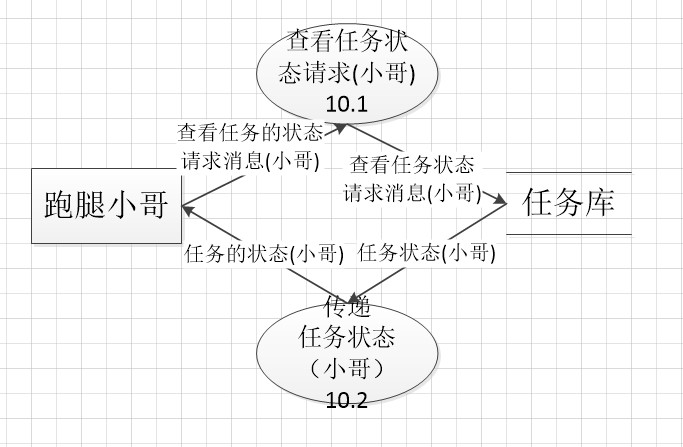 查看任务状
态请求(小哥)
10.1
查看任务的状态
请求消息(小哥)
查看任务状态
请求消息(小哥)
跑腿小哥
任务库
任务的状态(小哥)
任务状态(小哥)
传递
任务状态
（小哥）
10.2